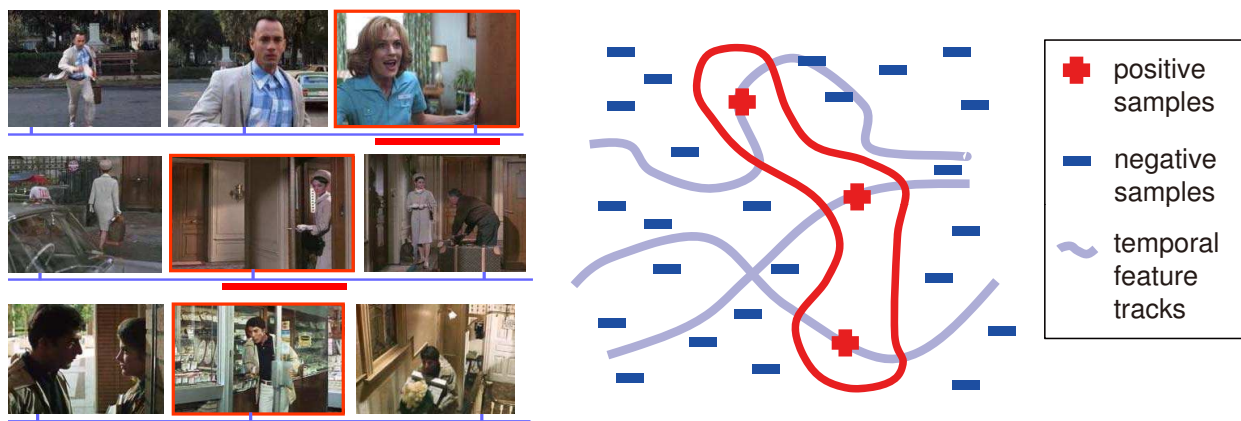 positive
samples
negative
samples
temporal
feature
tracks